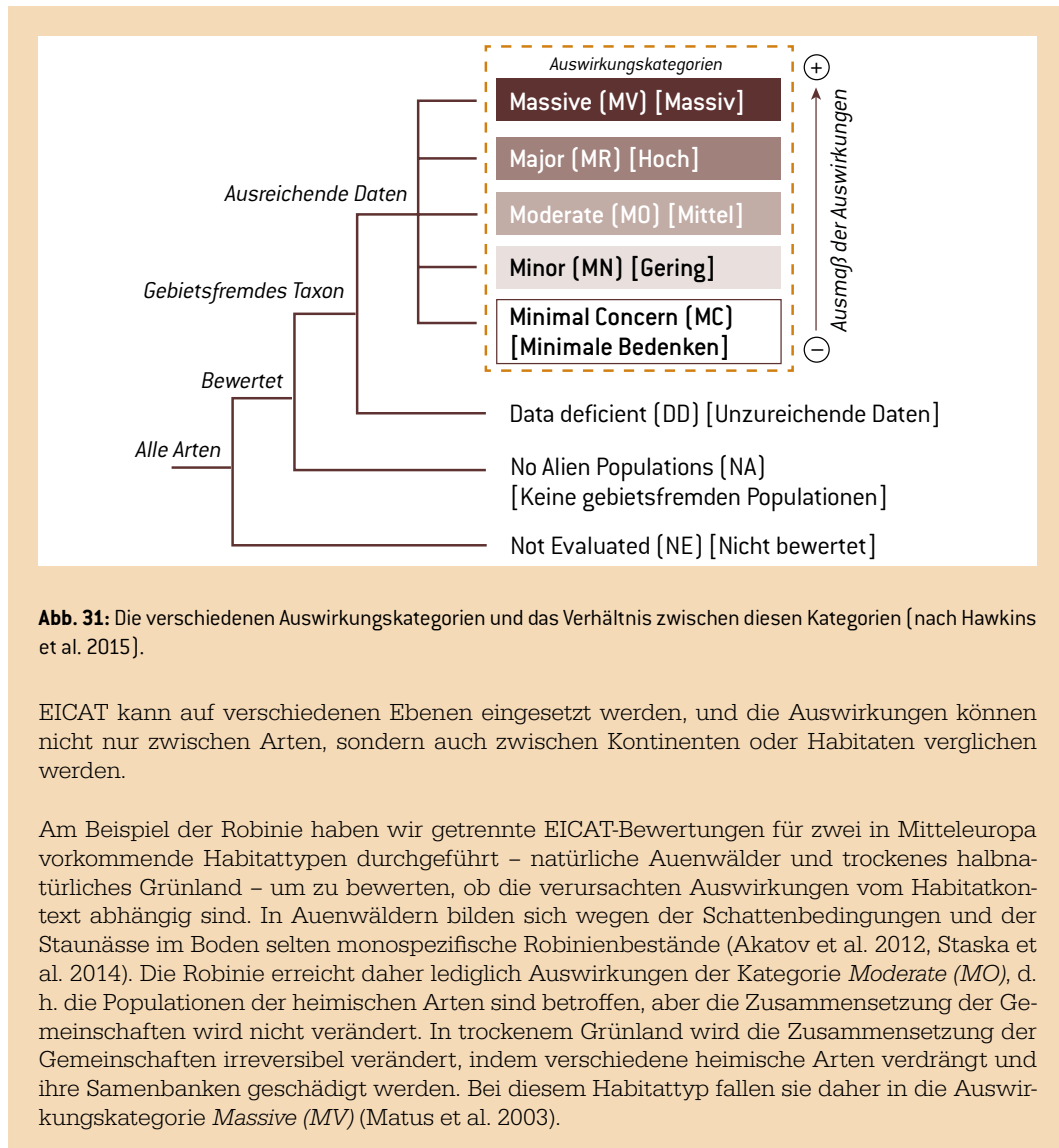 Auswirkungskategorien
Massive (MV) [Massiv]
Major (MR) [Hoch]
Ausreichende Daten
Moderate (MO) [Mittel]
Minor (MN) [Gering]
Gebietsfremdes Taxon
Minimal Concern (MC)
[Minimale Bedenken]
+
Ausmaß der Auswirkungen
−
Bewertet
Data deficient (DD) [Unzureichende Daten]
Alle Arten
No Alien Populations (NA)
[Keine gebietsfremden Populationen]
Not Evaluated (NE) [Nicht bewertet]
Abb. 31: Die verschiedenen Auswirkungskategorien und das Verhältnis zwischen diesen Kategorien (nach Hawkins
et al. 2015).
EICAT kann auf verschiedenen Ebenen eingesetzt werden, und die Auswirkungen können
nicht nur zwischen Arten, sondern auch zwischen Kontinenten oder Habitaten verglichen
werden.
Am Beispiel der Robinie haben wir getrennte EICAT-Bewertungen für zwei in Mitteleuropa
vorkommende Habitattypen durchgeführt – natürliche Auenwälder und trockenes halbna-
türliches Grünland – um zu bewerten, ob die verursachten Auswirkungen vom Habitatkon-
text abhängig sind. In Auenwäldern bilden sich wegen der Schattenbedingungen und der
Staunässe im Boden selten monospezifische Robinienbestände (Akatov et al. 2012, Staska et
al. 2014). Die Robinie erreicht daher lediglich Auswirkungen der Kategorie Moderate (MO), d.
h. die Populationen der heimischen Arten sind betroffen, aber die Zusammensetzung der Ge-
meinschaften wird nicht verändert. In trockenem Grünland wird die Zusammensetzung der
Gemeinschaften irreversibel verändert, indem verschiedene heimische Arten verdrängt und
ihre Samenbanken geschädigt werden. Bei diesem Habitattyp fallen sie daher in die Auswir-
kungskategorie Massive (MV) (Matus et al. 2003).